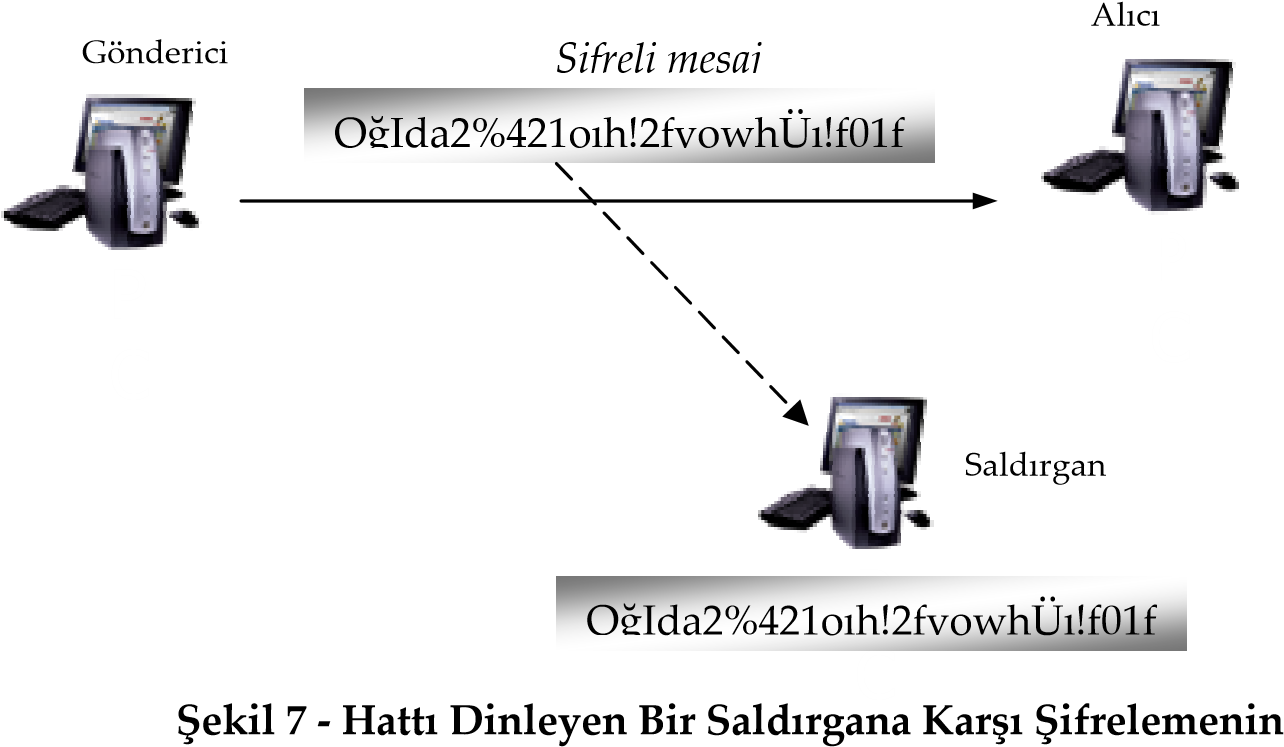 Alıcı
Gönderici
Sifreli mesaj
OğIda2%421oıh!2fvowhÜı!f01f
Saldırgan
OğIda2%421oıh!2fvowhÜı!f01f
Şekil 7 - Hattı Dinleyen Bir Saldırgana Karşı Şifrelemenin